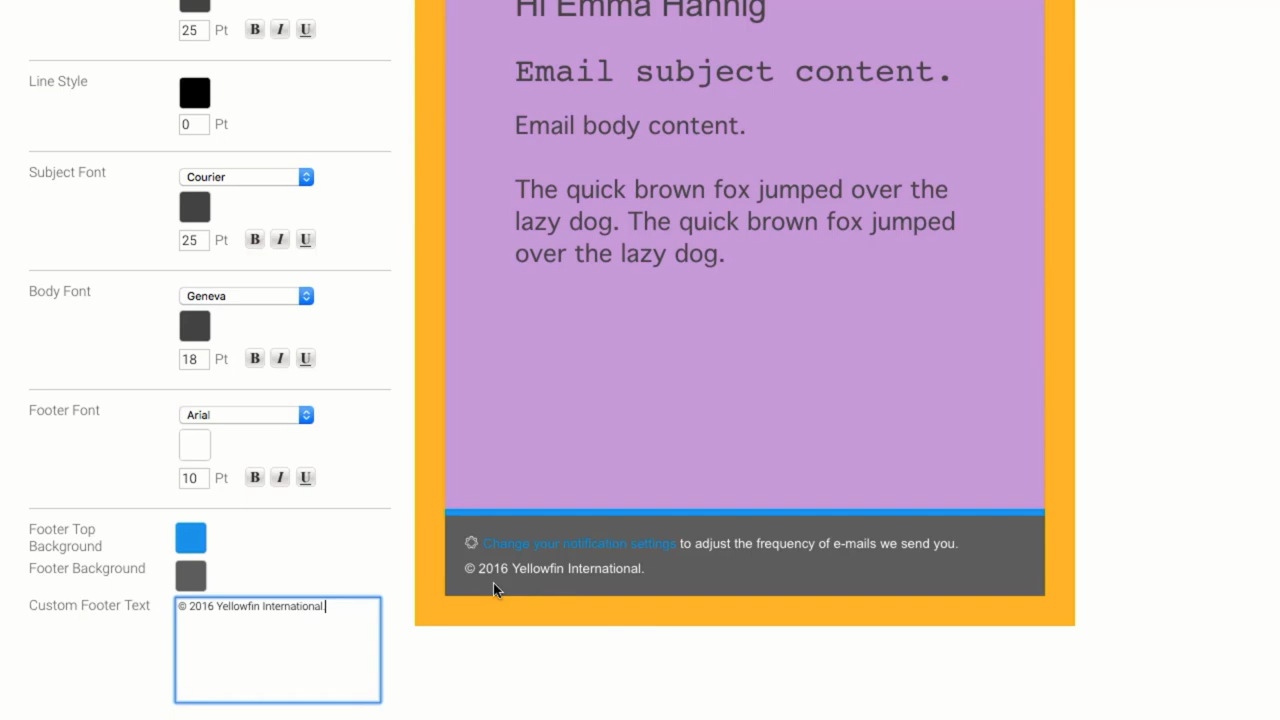 25 Pt B I U
Line Style
0 Pt
Subject Font
Courier
25 Pt B I U
Body Font
Geneva
18 Pt B I U
Footer Font
Arial
10 Pt B I U
Footer Top
Background
Footer Background
Custom Footer Text
© 2016 Yellowfin International.
Hi Emma Hannig
Email subject content.
Email body content.
The quick brown fox jumped over the
lazy dog. The quick brown fox jumped
over the lazy dog.
Change your notification settings to adjust the frequency of e-mails we send you.
© 2016 Yellowfin International.